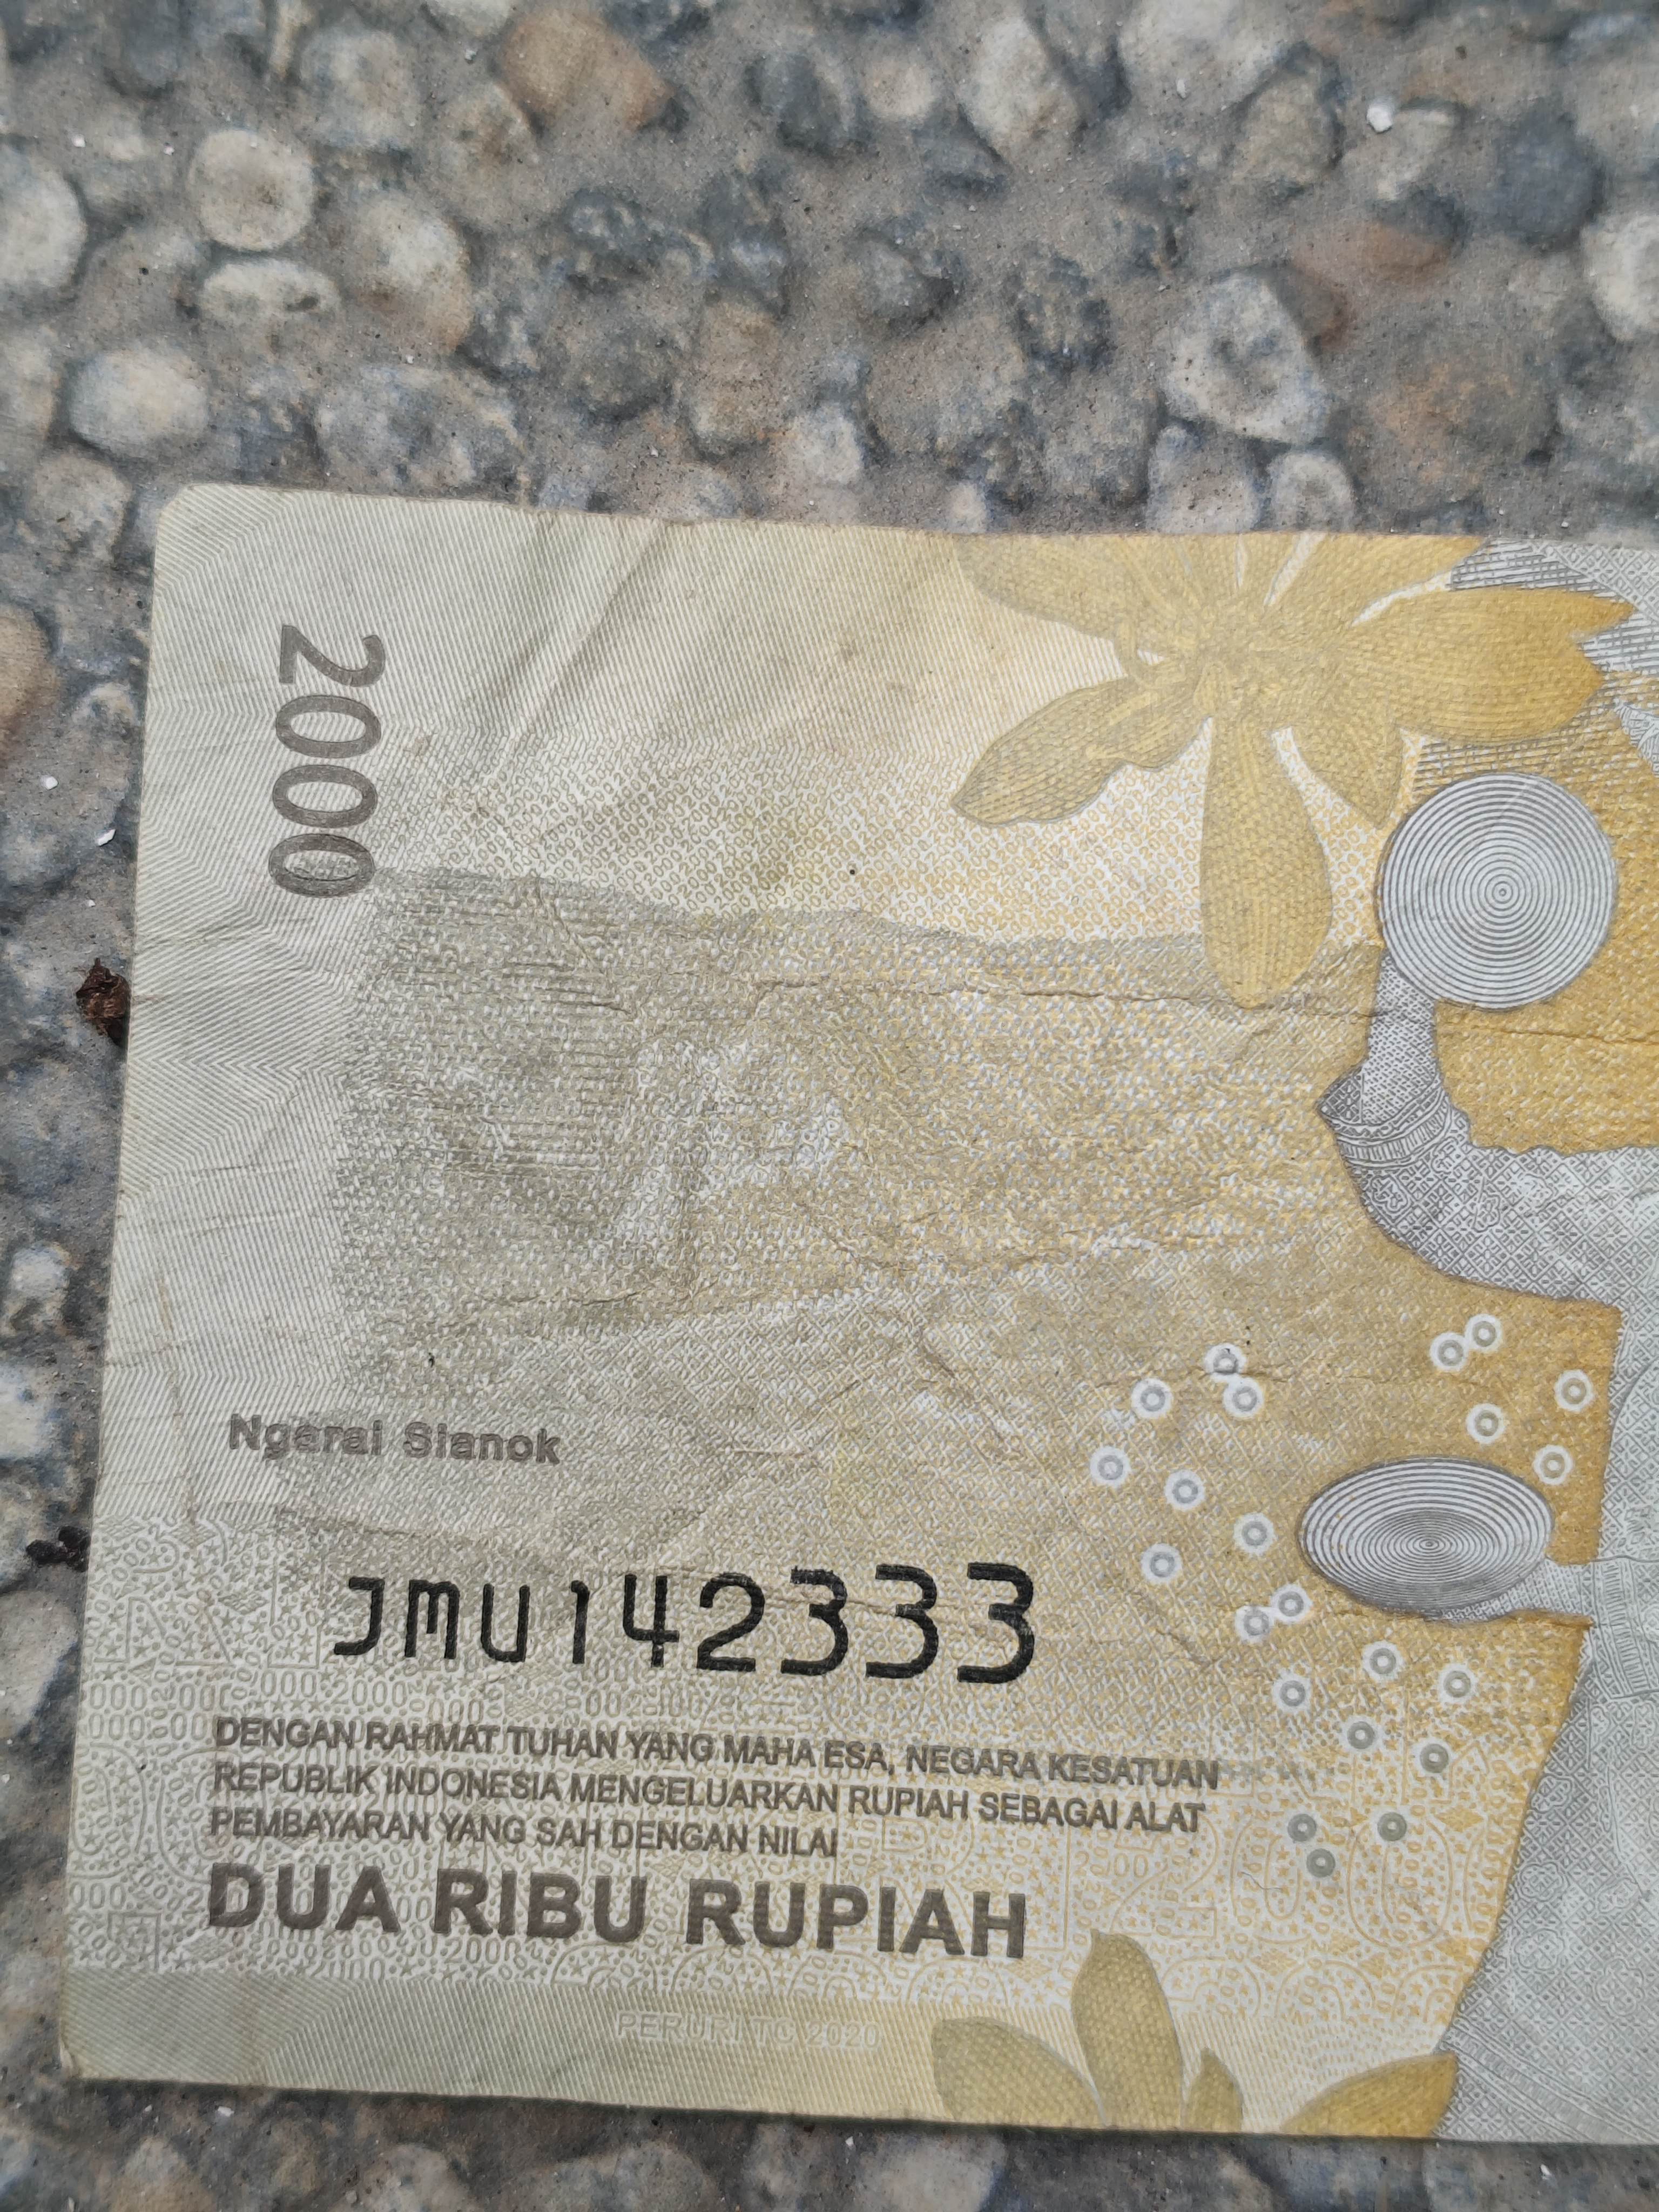 2000
Ngarai Sianok
JMU142333
DENGAN RAHMAT TUHAN YANG MAHA ESA, NEGARA KESATUAN
REPUBLIK INDONESIA MENGELUARKAN RUPIAH SEBAGAI ALAT
PEMBAYARAN YANG SAH DENGAN NILAI
DUA RIBU RUPIAH
PERURI TC 2020